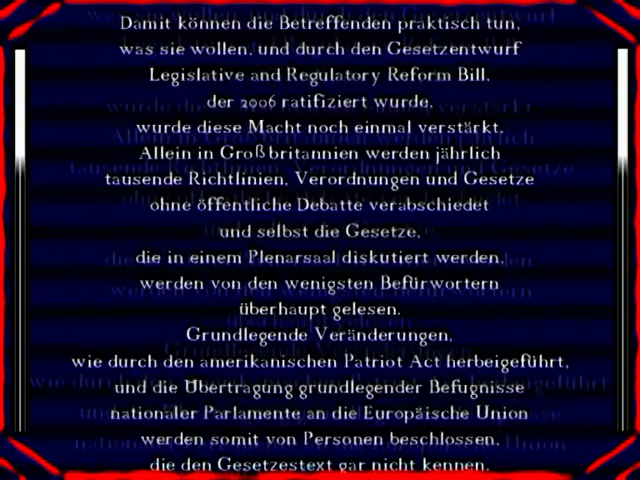 Damit können die Betreffenden praktisch tun,
was sie wollen, und durch den Gesetzentwurf
Legislative and Regulatory Reform Bill,
der 2006 ratifiziert wurde,
wurde diese Macht noch einmal verstärkt.
Allein in Großbritannien werden jährlich
tausende Richtlinien, Verordnungen und Gesetze
ohne öffentliche Debatte verabschiedet
und selbst die Gesetze,
die in einem Plenarsaal diskutiert werden,
werden von den wenigsten Befürwortern
überhaupt gelesen.
Grundlegende Veränderungen,
wie durch den amerikanischen Patriot Act herbeigeführt,
und die Übertragung grundlegender Befugnisse
nationaler Parlamente an die Europäische Union
werden somit von Personen beschlossen,
die den Gesetzestext gar nicht kennen.